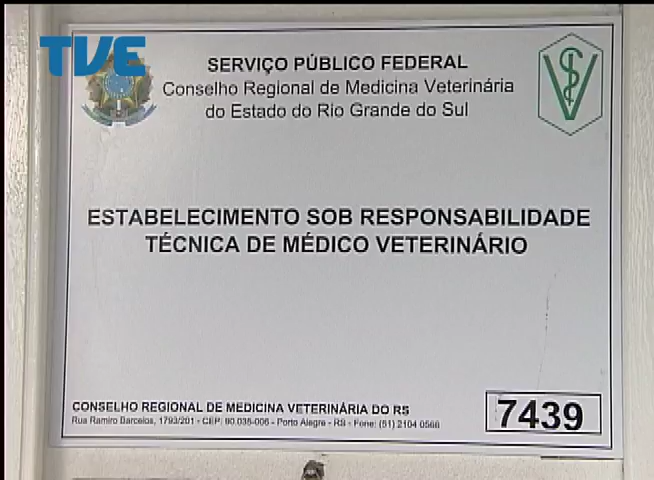 TVE
SERVIÇO PÚBLICO FEDERAL
Conselho Regional de Medicina Veterinária
do Estado do Rio Grande do Sul
ESTABELECIMENTO SOB RESPONSABILIDADE
TÉCNICA DE MÉDICO VETERINÁRIO
CONSELHO REGIONAL DE MEDICINA VETERINÁRIA DO RS
Rua Ramiro Barcelos, 1793/201 - CEP: 90.035-006 - Porto Alegre - RS - Fone: (51) 2104 0566
7439